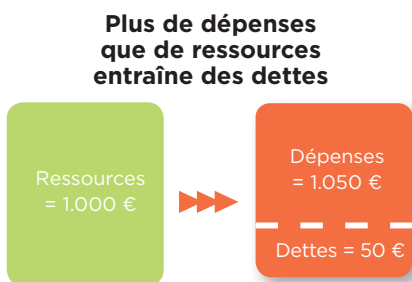 Plus de dépenses
que de ressources
entraîne des dettes
Ressources
= 1.000 €
Dépenses
= 1.050 €
Dettes = 50 €